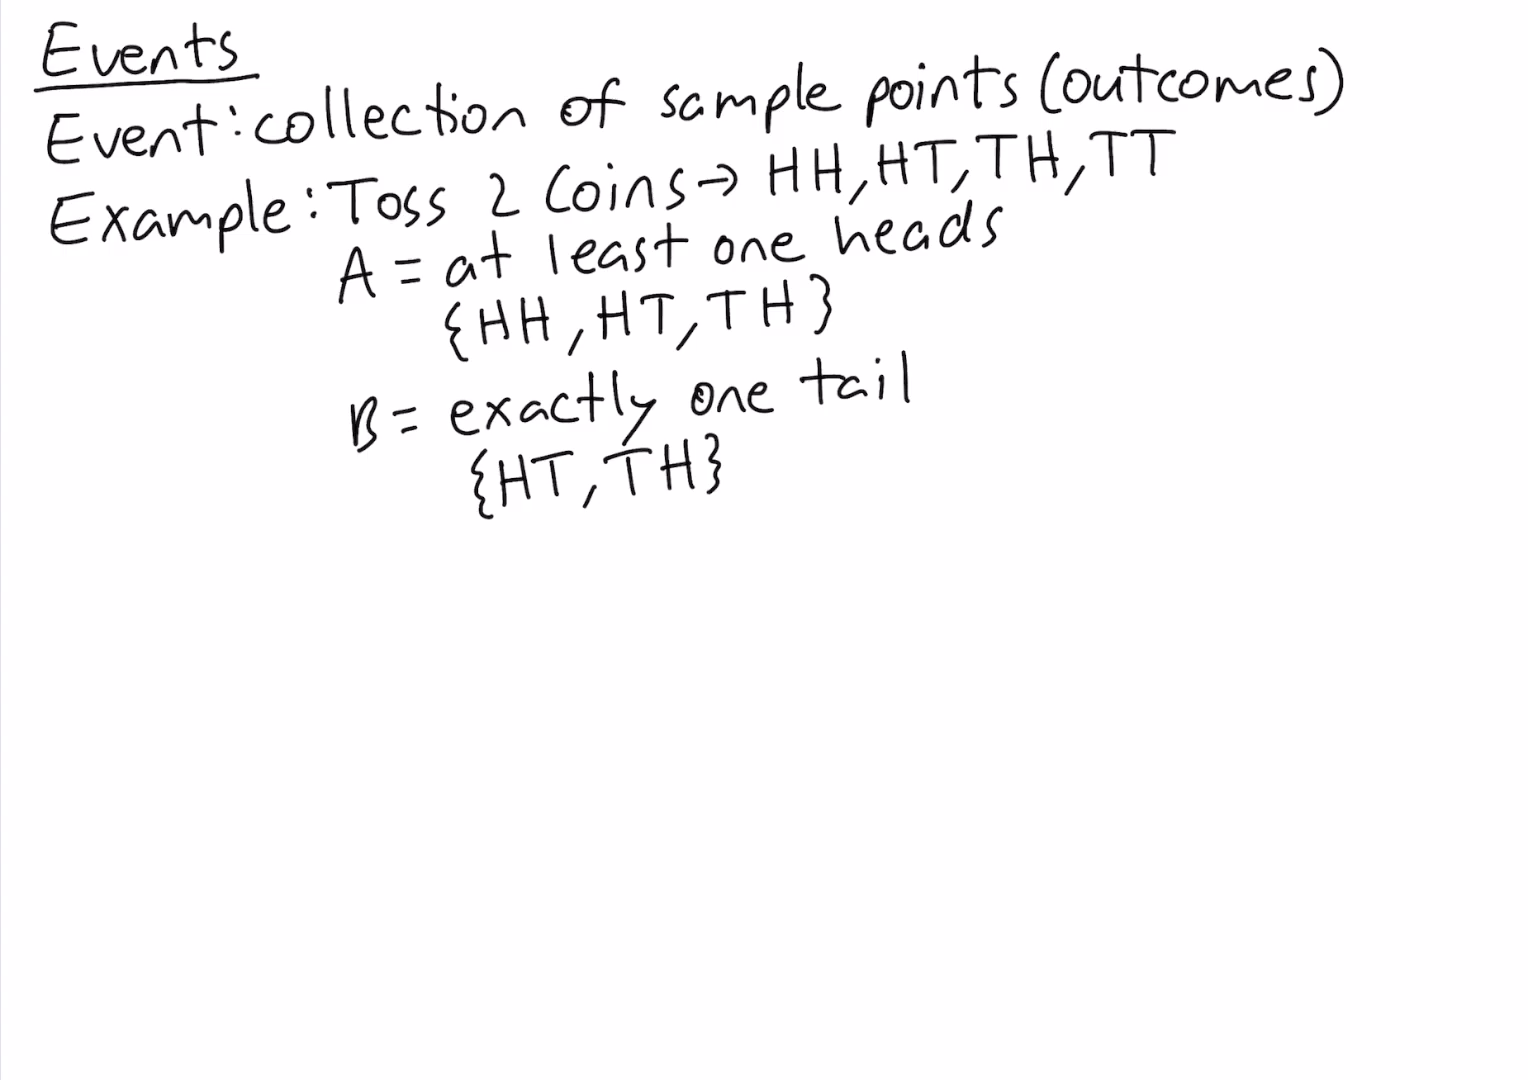 Events
Event: collection of sample points (outcomes)
Example: Toss 2 Coins → HH, HT, TH, TT
A = at least one heads
{HH, HT, TH}
B = exactly one tail
{HT, TH}